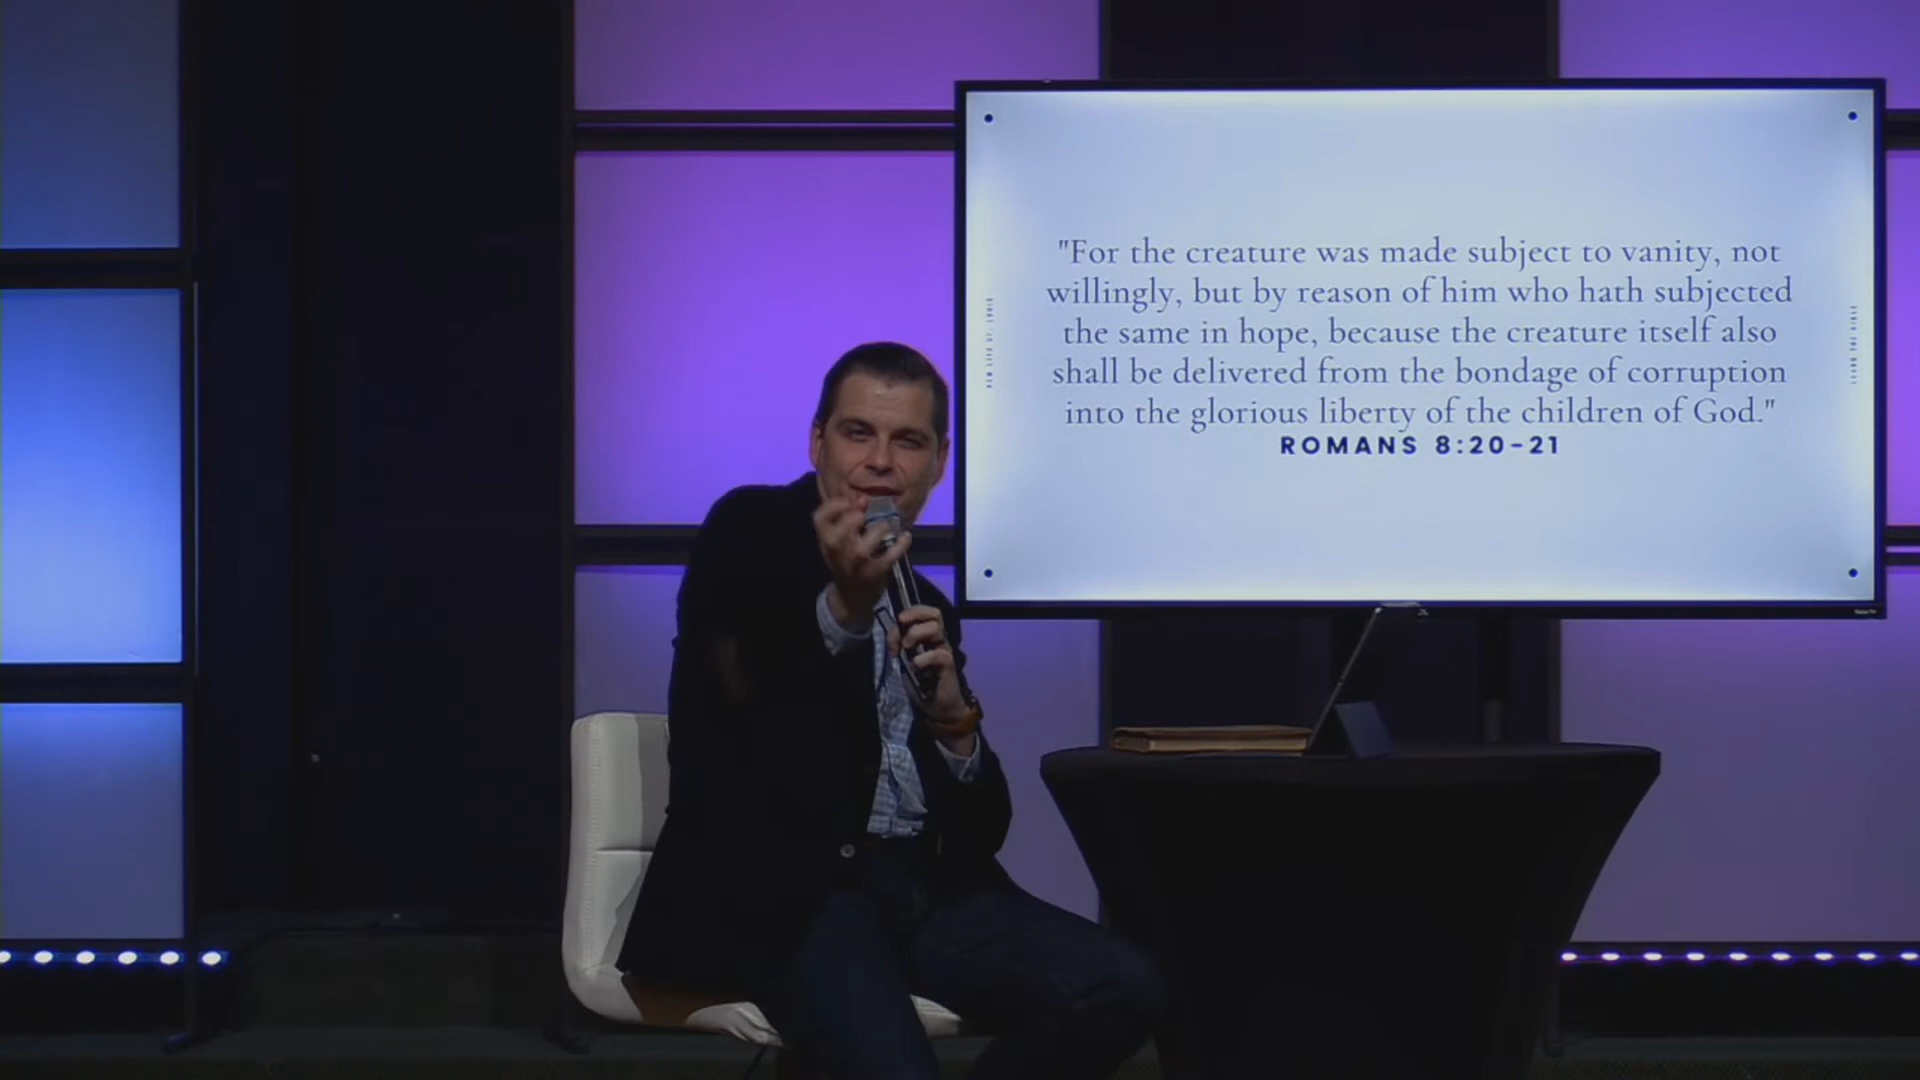 "For the creature was made subject to vanity, not
willingly, but by reason of him who hath subjected
the same in hope, because the creature itself also
shall be delivered from the bondage of corruption
into the glorious liberty of the children of God."
ROMANS 8:20-21